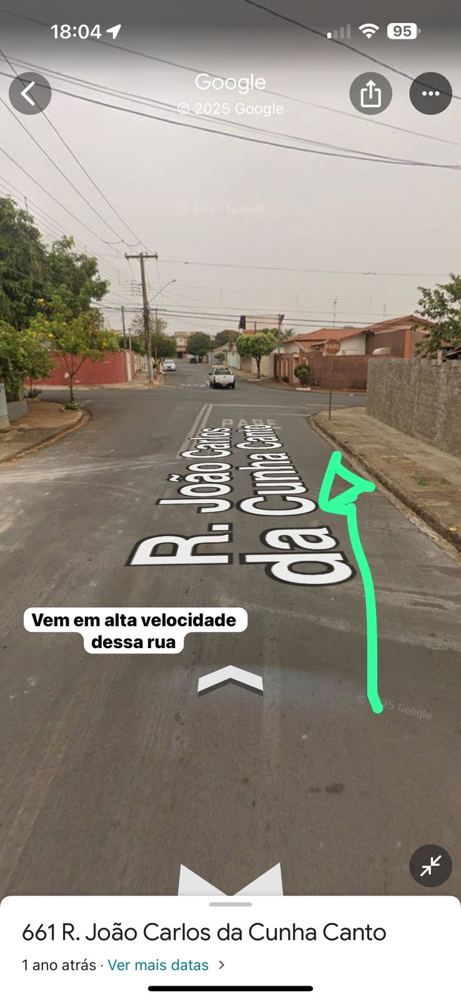 18:04
95
Google
© 2025 Google
PARE
PARE
R. João Carlos
da Cunha Canto
Vem em alta velocidade
dessa rua
© 2025 Google
661 R. João Carlos da Cunha Canto
1 ano atrás · Ver mais datas